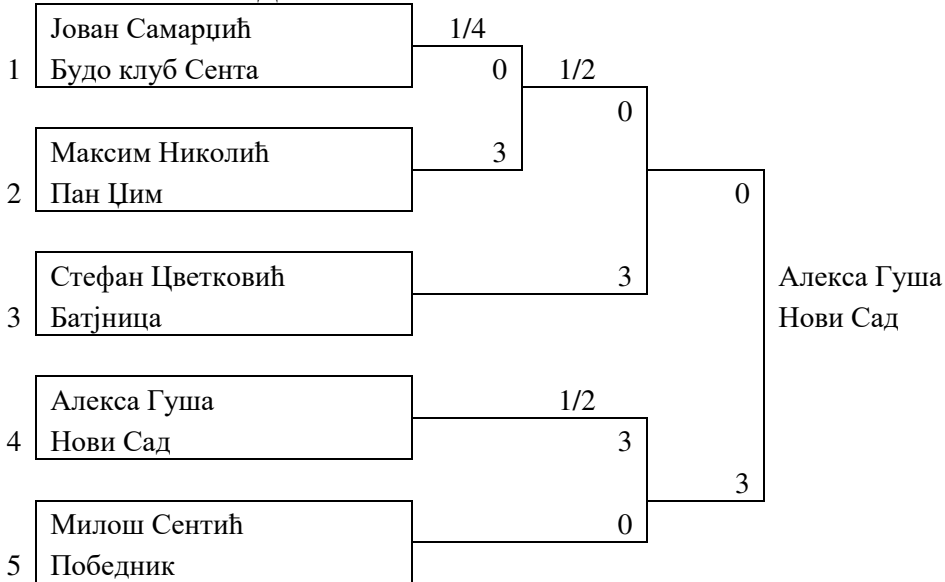 Јован Самарџић
1/4
1
Будо клуб Сента
0
1/2
0
Максим Николић
3
2
Пан Џим
0
Стефан Цветковић
3
Алекса Гуша
3
Батјница
Нови Сад
Алекса Гуша
1/2
4
Нови Сад
3
3
Милош Сентић
0
5
Победник